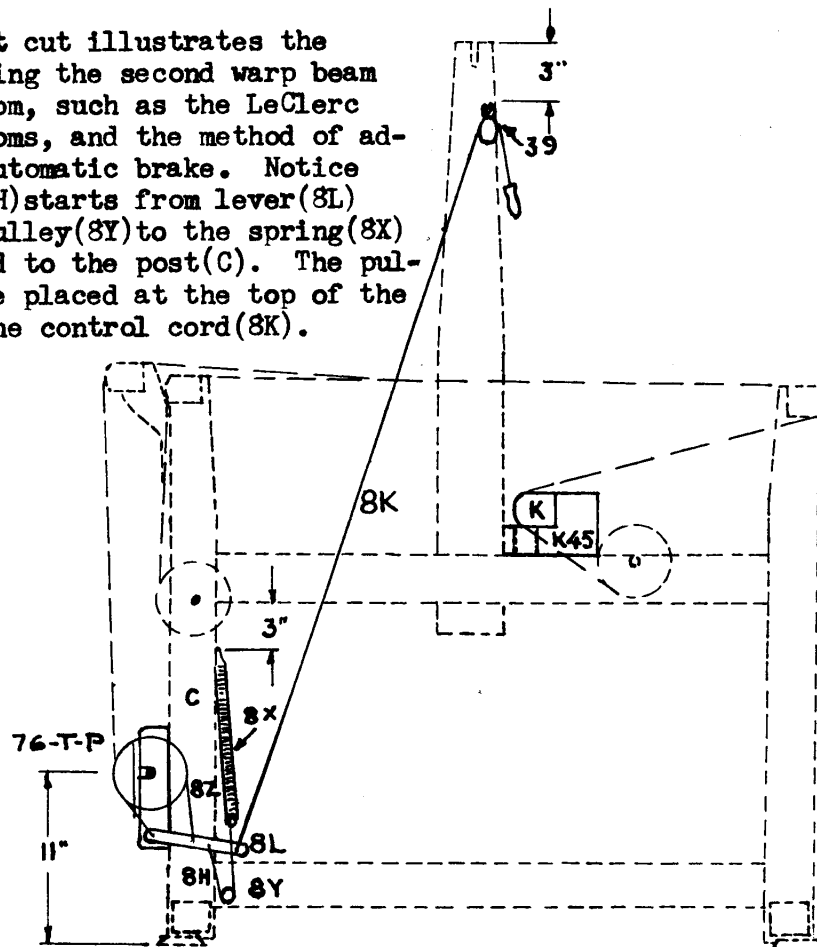 t cut illustrates the
ing the second warp beam
om, such as the LeClerc
oms, and the method of ad-
utomatic brake. Notice
H)starts from lever(8L)
ulley(8Y)to the spring(8X)
d to the post(C). The pul-
e placed at the top of the
he control cord(8K).
3"
39
8K
K
K45
3"
C
8X
76-T-P
8Z
11"
8L
8H
8Y